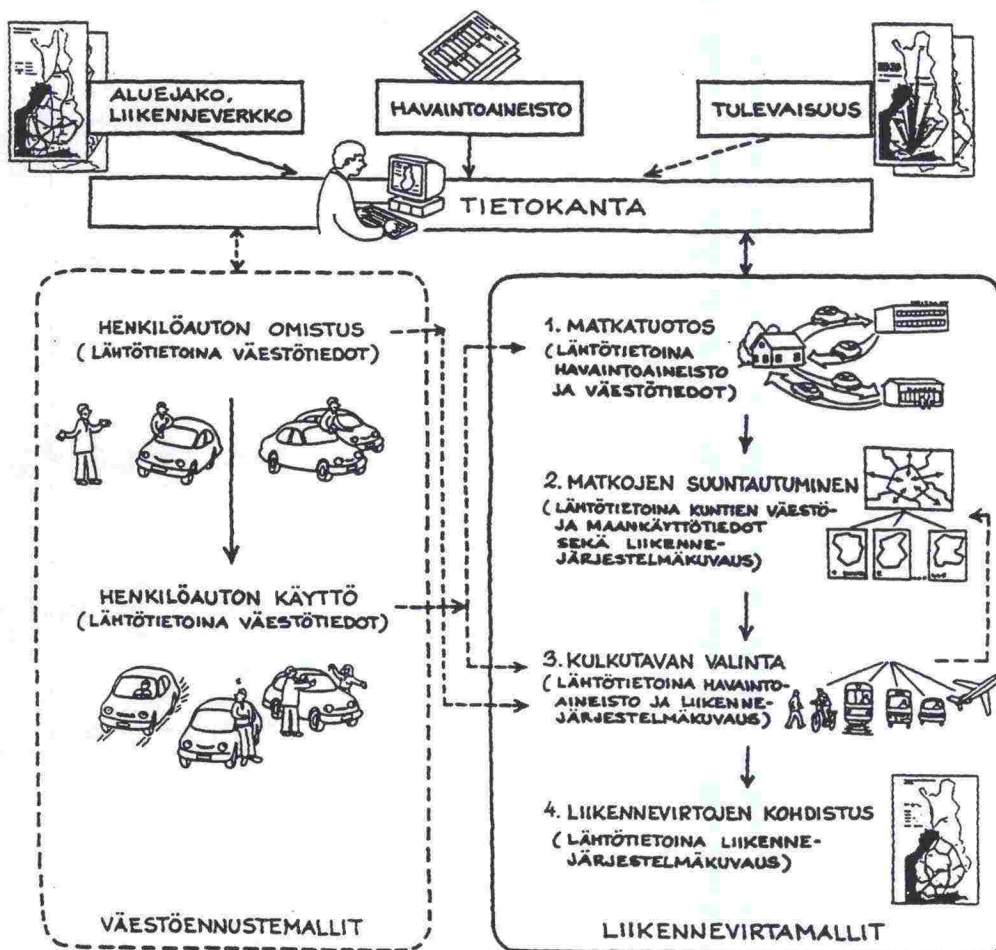 ALUEJAKO,
LIIKENNEVERKKO
HAVAINTOAINEISTO
TULEVAISUUS
TIETOKANTA
HENKILÖAUTON OMISTUS
(LÄHTÖTIETOINA VÄESTÖTIEDOT)
HENKILÖAUTON KÄYTTÖ
(LÄHTÖTIETOINA VÄESTÖTIEDOT)
VÄESTÖENNUSTEMALLIT
1. MATKATUOTOS
(LÄHTÖTIETOINA
HAVAINTOAINEISTO
JA VÄESTÖTIEDOT)
2. MATKOJEN SUUNTAUTUMINEN
(LÄHTÖTIETOINA KUNTIEN VÄESTÖ-
JA MAANKÄYTTÖTIEDOT
SEKÄ LIIKENNE-
JÄRJESTELMÄKUVAUS)
3. KULKUTAVAN VALINTA
(LÄHTÖTIETOINA HAVAINTO-
AINEISTO JA LIIKENNE-
JÄRJESTELMÄKUVAUS)
4. LIIKENNEVIRTOJEN KOHDISTUS
(LÄHTÖTIETOINA LIIKENNE-
JÄRJESTELMÄKUVAUS)
LIIKENNEVIRTAMALLIT